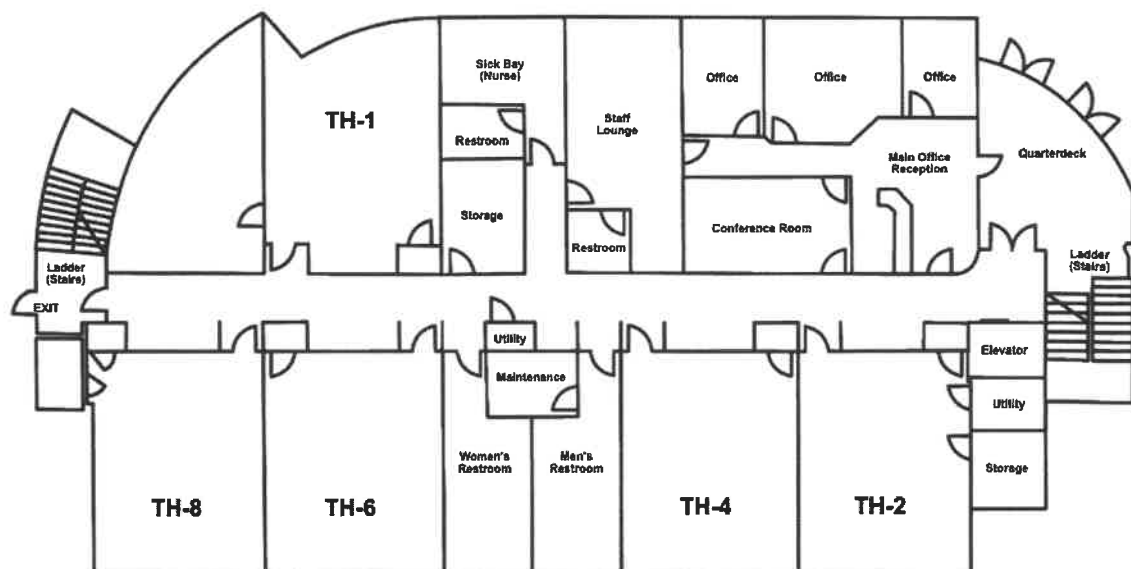 Sick Bay
(Nurse)
Office
Office
Office
TH-1
Staff
Lounge
Restroom
Main Office
Reception
Quarterdeck
Storage
Conference Room
Restroom
Ladder
(Stairs)
Ladder
(Stairs)
EXIT
Utility
Elevator
Maintenance
Utility
Women's
Restroom
Men's
Restroom
Storage
TH-8
TH-6
TH-4
TH-2